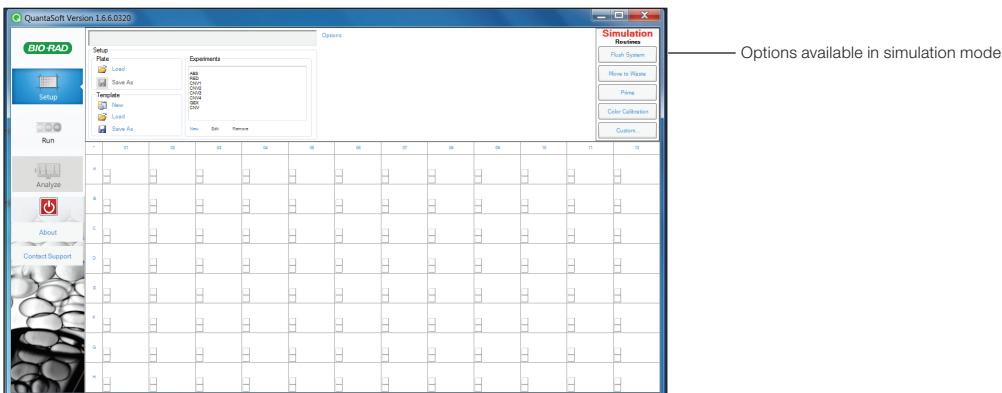 QuantaSoft Version 1.6.6.0320
BIO-RAD
Setup
Run
Analyze
About
Contact Support
Setup
Plate
Load
Save As
Template
New
Load
Save As
Experiments
ABS
RED
CNV1
CNV2
CNV3
CNV4
GEX
CNV
New Edit Remove
Options
Simulation
Routines
Flush System
Move to Waste
Prime
Color Calibration
Custom...
Options available in simulation mode
01 02 03 04 05 06 07 08 09 10 11 12
A
B
C
D
E
F
G
H